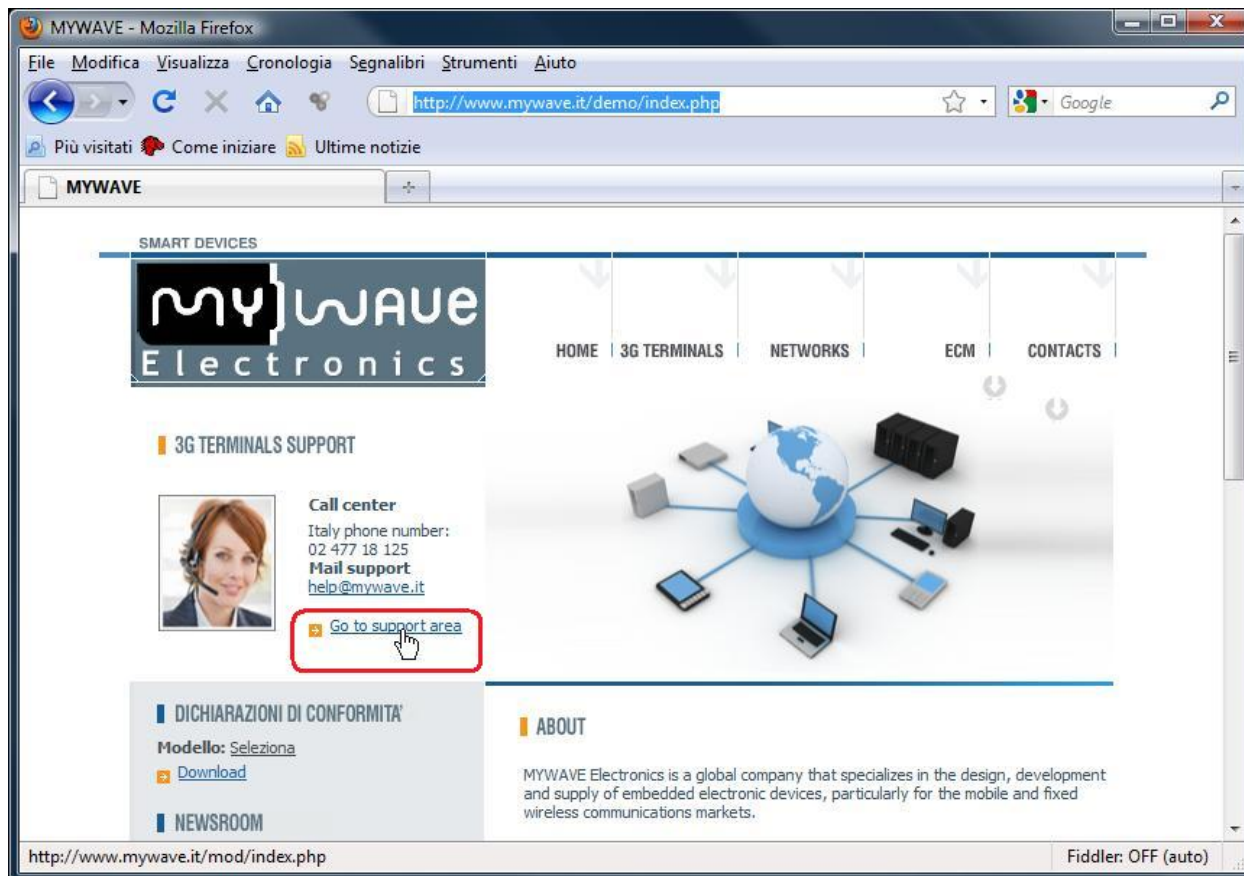 MYWAVE - Mozilla Firefox
File Modifica Visualizza Cronologia Segnalibri Strumenti Aiuto
http://www.mywave.it/demo/index.php
Google
Più visitati Come iniziare Ultime notizie
MYWAVE
SMART DEVICES
my wave
Electronics
HOME 3G TERMINALS NETWORKS ECM CONTACTS
3G TERMINALS SUPPORT
Call center
Italy phone number:
02 477 18 125
Mail support
help@mywave.it
Go to support area
DICHIARAZIONI DI CONFORMITA'
Modello: Seleziona
Download
NEWSROOM
ABOUT
MYWAVE Electronics is a global company that specializes in the design, development
and supply of embedded electronic devices, particularly for the mobile and fixed
wireless communications markets.
http://www.mywave.it/mod/index.php
Fiddler: OFF (auto)